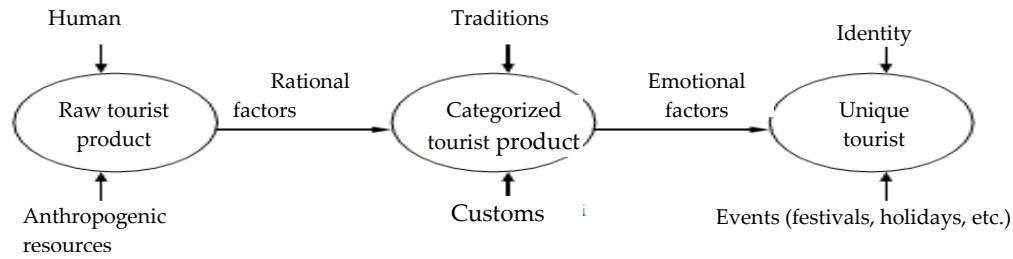 Human
Traditions
Identity
Rational
factors
Emotional
factors
Raw tourist
product
Categorized
tourist product
Unique
tourist
Anthropogenic
resources
Customs
Events (festivals, holidays, etc.)